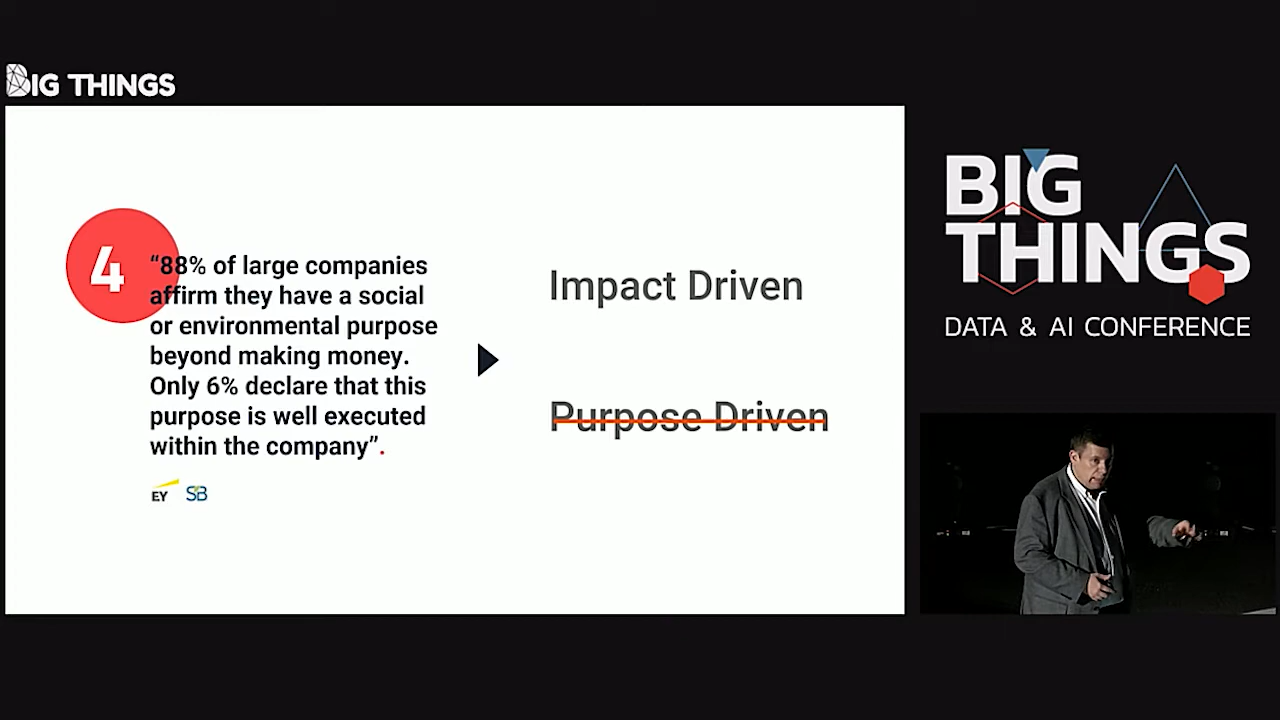 BIG THINGS
4
“88% of large companies
affirm they have a social
or environmental purpose
beyond making money.
Only 6% declare that this
purpose is well executed
within the company”.
EY SB
Impact Driven
Purpose Driven
BIG
THINGS
DATA & AI CONFERENCE